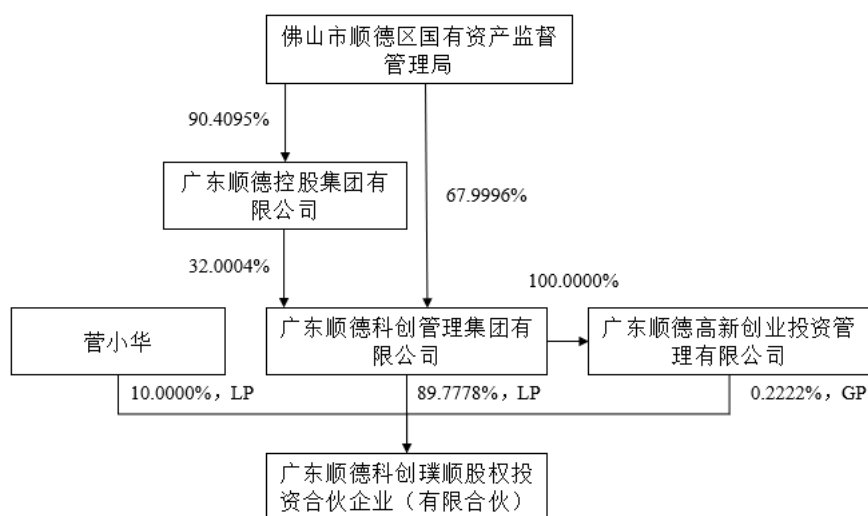 佛山市顺德区国有资产监督
管理局
90.4095%
67.9996%
广东顺德控股集团有
限公司
32.0004%
100.0000%
菅小华
广东顺德科创管理集团有
限公司
广东顺德高新创业投资管
理有限公司
10.0000%，LP
89.7778%，LP
0.2222%，GP
广东顺德科创璞顺股权投
资合伙企业（有限合伙）